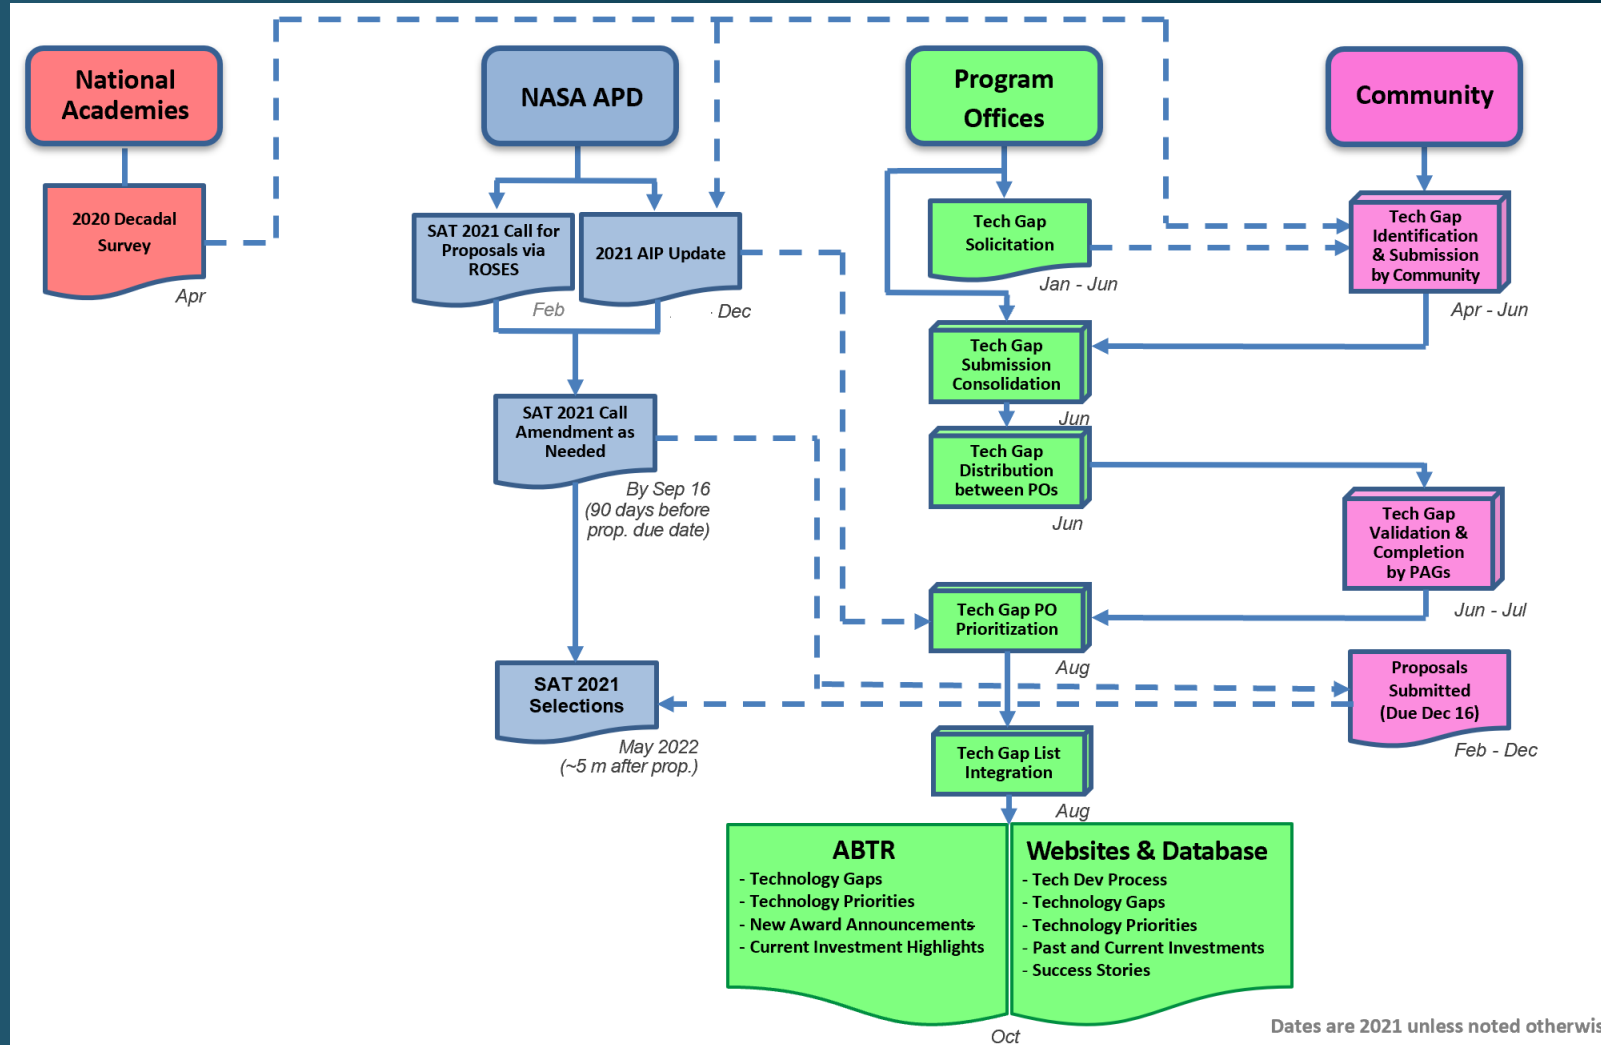 National
Academies
NASA APD
Program
Offices
Community
2020 Decadal
Survey
Apr
SAT 2021 Call for
Proposals via
ROSES
Feb
2021 AIP Update
Dec
Tech Gap
Solicitation
Jan - Jun
Tech Gap
Identification
& Submission
by Community
Apr - Jun
Tech Gap
Submission
Consolidation
Jun
SAT 2021 Call
Amendment as
Needed
By Sep 16
(90 days before
prop. due date)
Tech Gap
Distribution
between POs
Jun
Tech Gap
Validation &
Completion
by PAGs
Jun - Jul
Tech Gap PO
Prioritization
Aug
SAT 2021
Selections
May 2022
(~5 m after prop.)
Proposals
Submitted
(Due Dec 16)
Feb - Dec
Tech Gap List
Integration
Aug
ABTR
- Technology Gaps
- Technology Priorities
- New Award Announcements
- Current Investment Highlights
Websites & Database
- Tech Dev Process
- Technology Gaps
- Technology Priorities
- Past and Current Investments
- Success Stories
Oct
Dates are 2021 unless noted otherwis